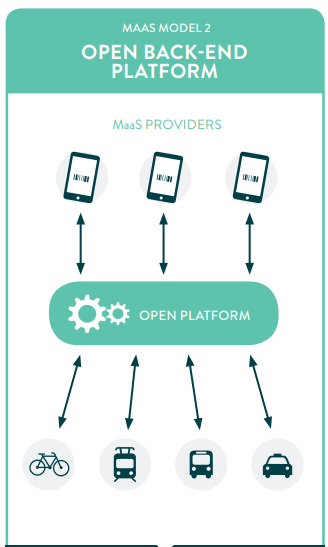 MAAS MODEL 2
OPEN BACK-END
PLATFORM
MaaS PROVIDERS
OPEN PLATFORM